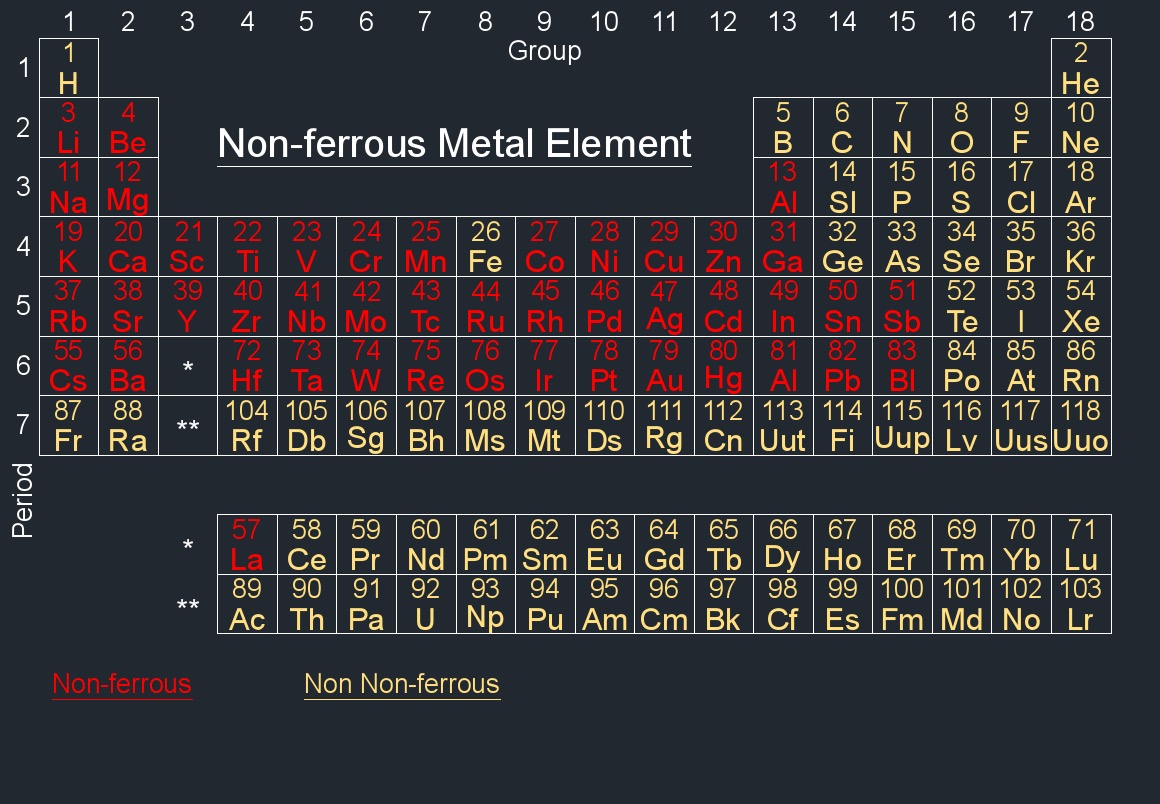 1 2 3 4 5 6 7 8 9 10 11 12 13 14 15 16 17 18
Group
1 1 2
H He
2 3 4 5 6 7 8 9 10
Li Be B C N O F Ne
Non-ferrous Metal Element
3 11 12 13 14 15 16 17 18
Na Mg Al SI P S Cl Ar
4 19 20 21 22 23 24 25 26 27 28 29 30 31 32 33 34 35 36
K Ca Sc Ti V Cr Mn Fe Co Ni Cu Zn Ga Ge As Se Br Kr
5 37 38 39 40 41 42 43 44 45 46 47 48 49 50 51 52 53 54
Rb Sr Y Zr Nb Mo Tc Ru Rh Pd Ag Cd In Sn Sb Te I Xe
6 55 56 * 72 73 74 75 76 77 78 79 80 81 82 83 84 85 86
Cs Ba Hf Ta W Re Os Ir Pt Au Hg Al Pb BI Po At Rn
7 87 88 ** 104 105 106 107 108 109 110 111 112 113 114 115 116 117 118
Fr Ra Rf Db Sg Bh Ms Mt Ds Rg Cn Uut Fi Uup Lv Uus Uuo
Period
* 57 58 59 60 61 62 63 64 65 66 67 68 69 70 71
La Ce Pr Nd Pm Sm Eu Gd Tb Dy Ho Er Tm Yb Lu
** 89 90 91 92 93 94 95 96 97 98 99 100 101 102 103
Ac Th Pa U Np Pu Am Cm Bk Cf Es Fm Md No Lr
Non-ferrous Non Non-ferrous